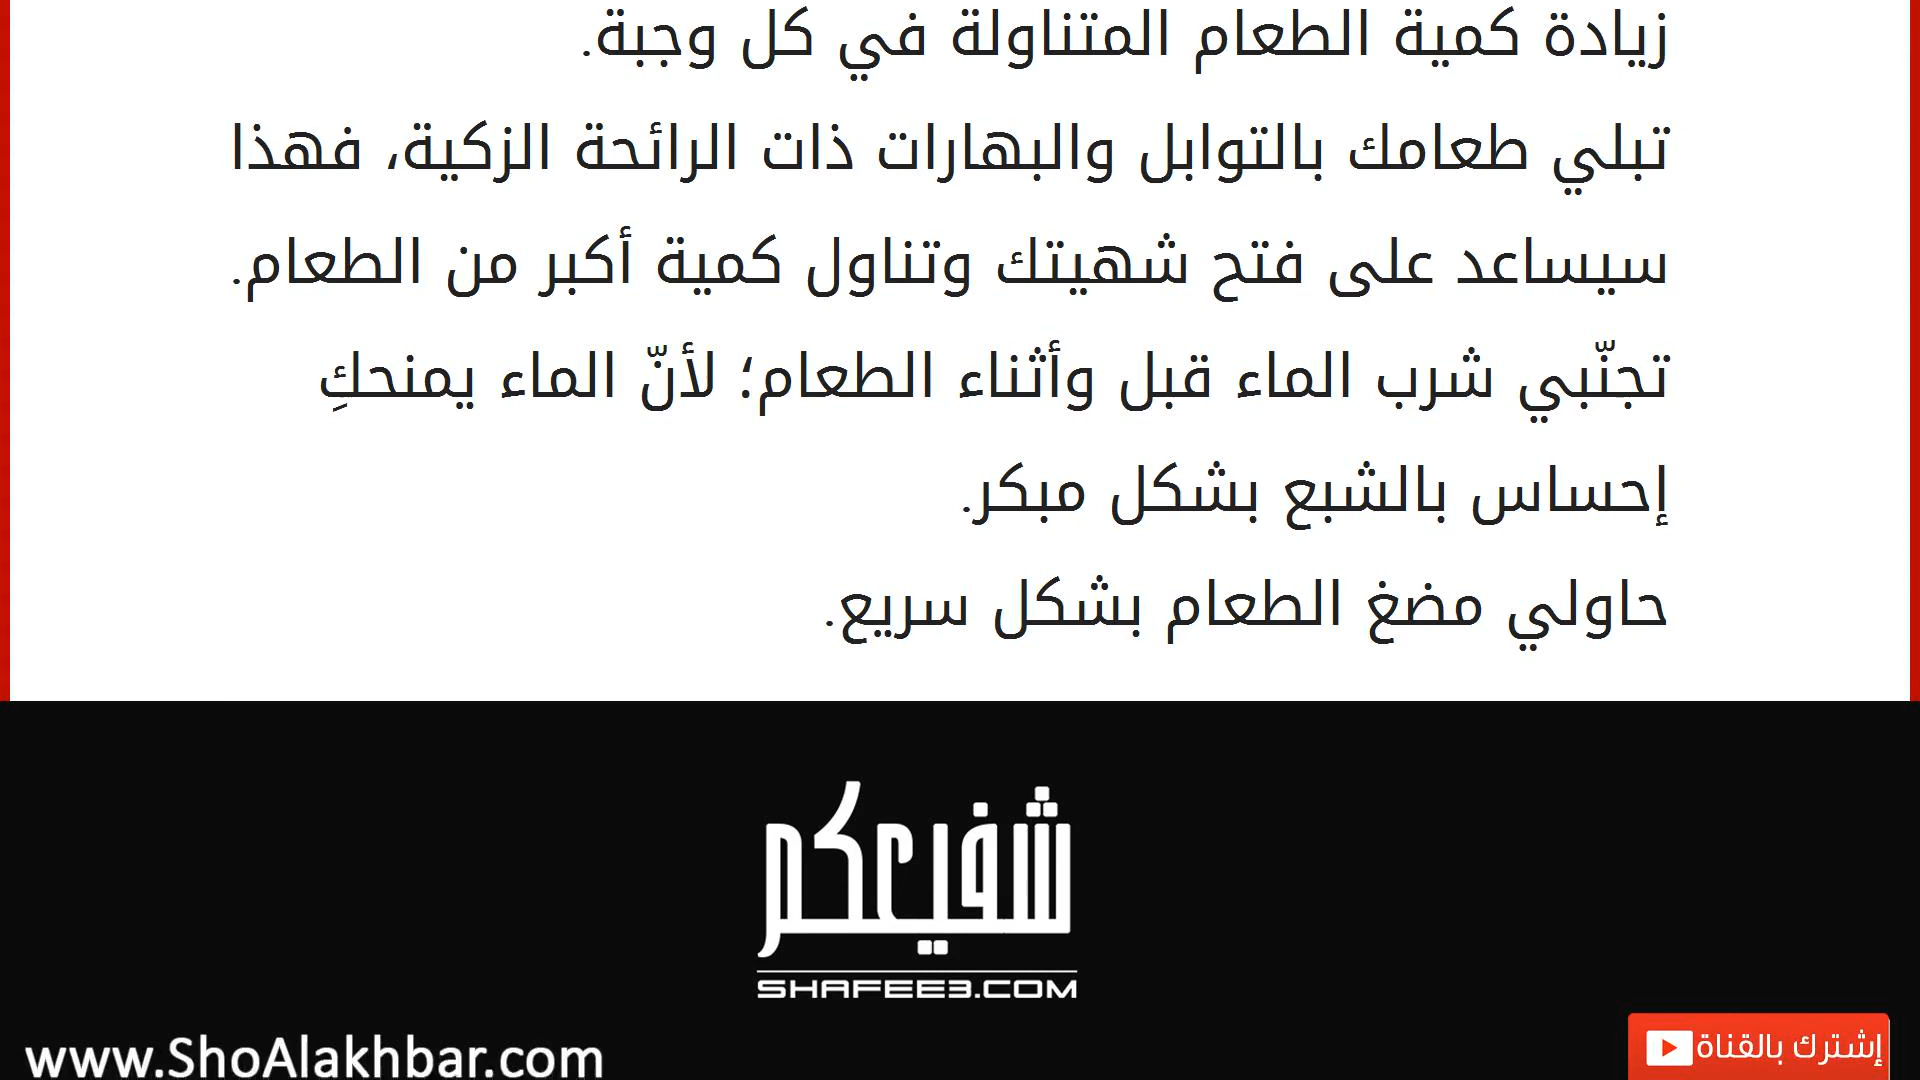 زيادة كمية الطعام المتناولة في كل وجبة.
تبلي طعامك بالتوابل والبهارات ذات الرائحة الزكية، فهذا
سيساعد على فتح شهيتك وتناول كمية أكبر من الطعام.
تجنّبي شرب الماء قبل وأثناء الطعام؛ لأنّ الماء يمنحكِ
إحساس بالشبع بشكل مبكر.
حاولي مضغ الطعام بشكل سريع.
شفيعكم
SHAFEE3.COM
www.ShoAlakhbar.com
إشترك بالقناة